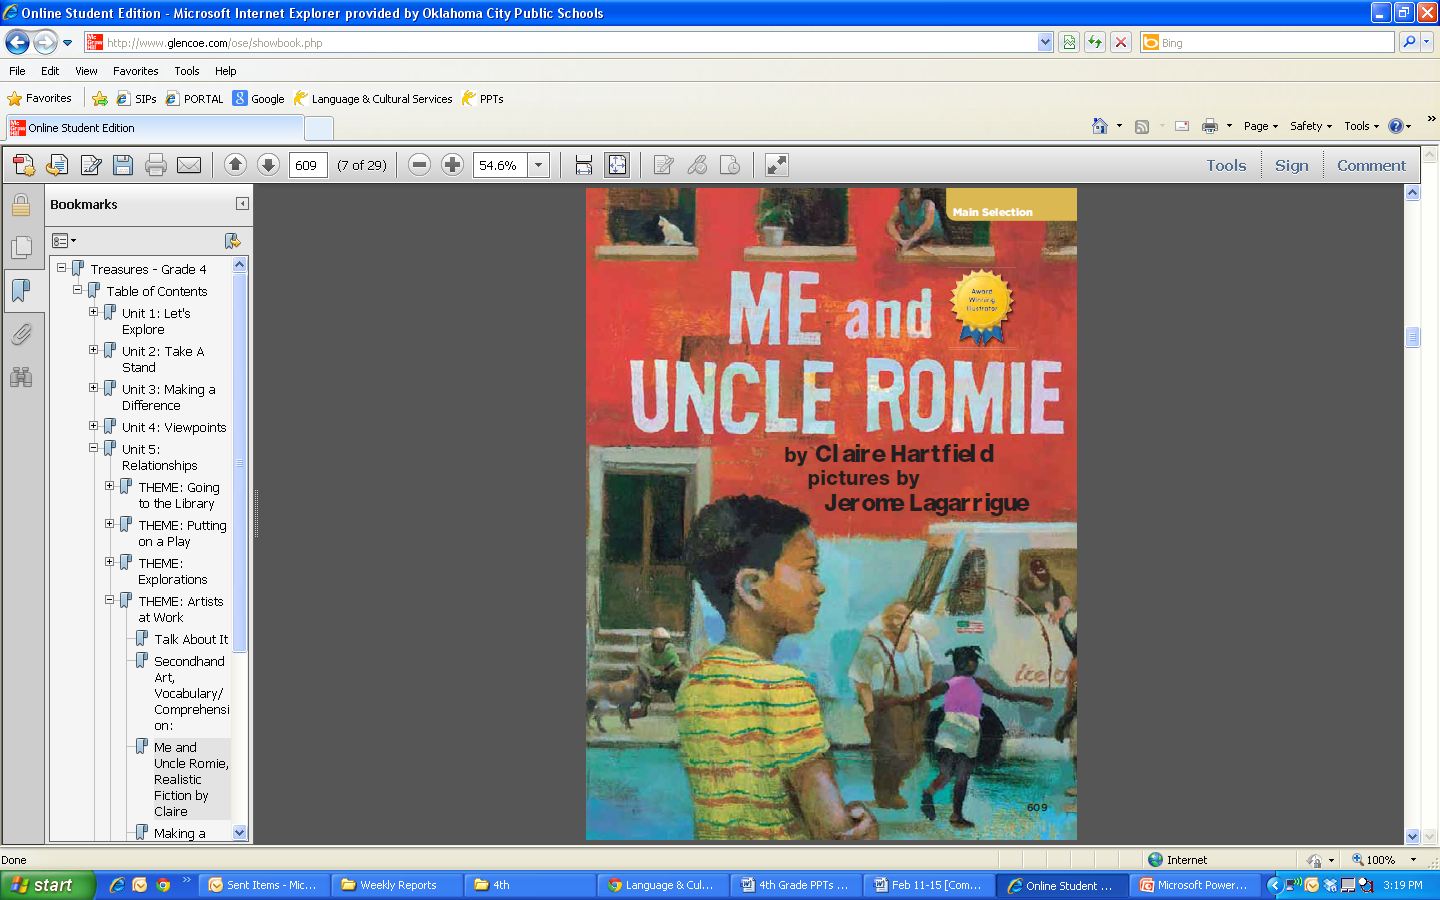 Online Student Edition - Microsoft Internet Explorer provided by Oklahoma City Public Schools
http://www.glencoe.com/ose/showbook.php
Bing
File Edit View Favorites Tools Help
Favorites SIPs PORTAL Google Language & Cultural Services PPTs
Online Student Edition
Page Safety Tools
609 (7 of 29) 54.6% Tools Sign Comment
Bookmarks
Treasures - Grade 4
Table of Contents
Unit 1: Let's
Explore
Unit 2: Take A
Stand
Unit 3: Making a
Difference
Unit 4: Viewpoints
Unit 5:
Relationships
THEME: Going
to the Library
THEME: Putting
on a Play
THEME:
Explorations
THEME: Artists
at Work
Talk About It
Secondhand
Art,
Vocabulary/
Comprehensi
on:
Me and
Uncle Romie,
Realistic
Fiction by
Claire
Making a
Main Selection
ME and
Award
Winning
Illustrator
UNCLE ROMIE
by Claire Hartfield
pictures by
Jerome Lagarrigue
609
Done Internet 100%
start Sent Items - Mic... Weekly Reports 4th Language & Cul... 4th Grade PPTs ... Feb 11-15 [Com... Online Student ... Microsoft Power... 3:19 PM